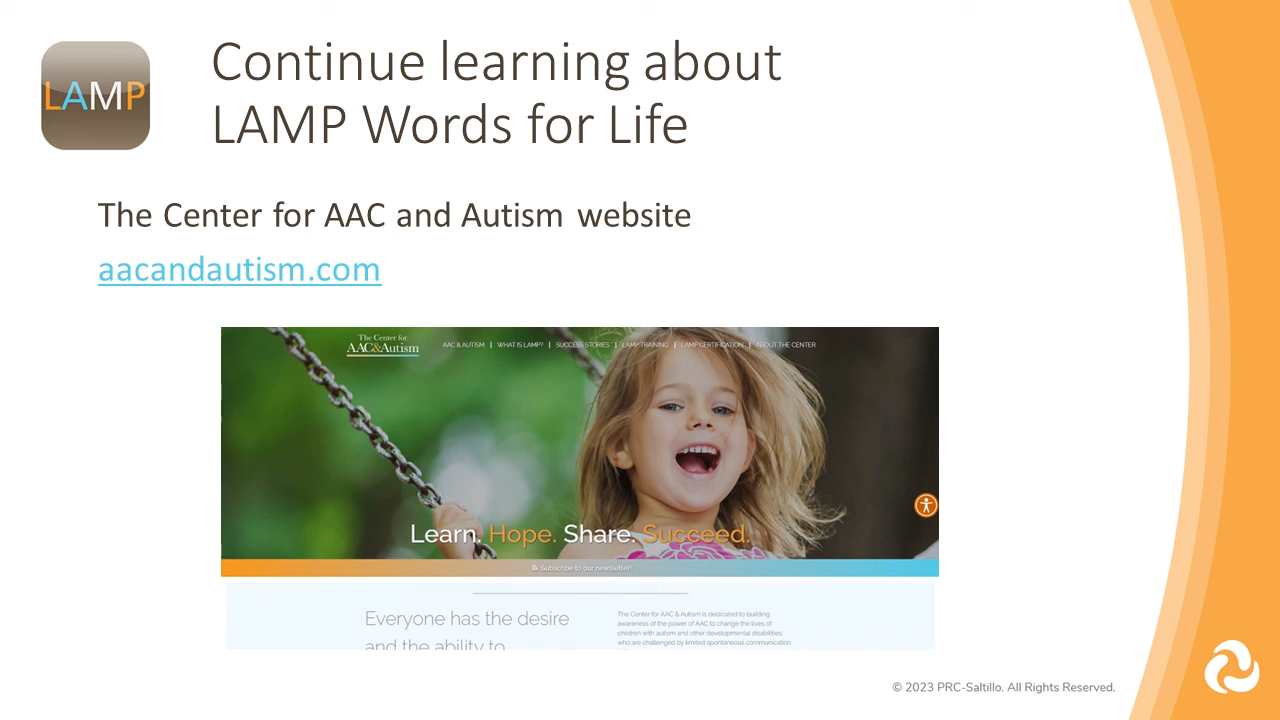 LAMP
Continue learning about
LAMP Words for Life
The Center for AAC and Autism website
aacandautism.com
The Center for
AAC&Autism
AAC & AUTISM | WHAT IS LAMP? | SUCCESS STORIES | LAMP TRAINING | LAMP CERTIFICATION | ABOUT THE CENTER
Learn. Hope. Share. Succeed.
Subscribe to our newsletter!
Everyone has the desire
and the ability to
The Center for AAC & Autism is dedicated to building
awareness of the power of AAC to change the lives of
children with autism and other developmental disabilities,
who are challenged by limited spontaneous communication
© 2023 PRC-Saltillo. All Rights Reserved.